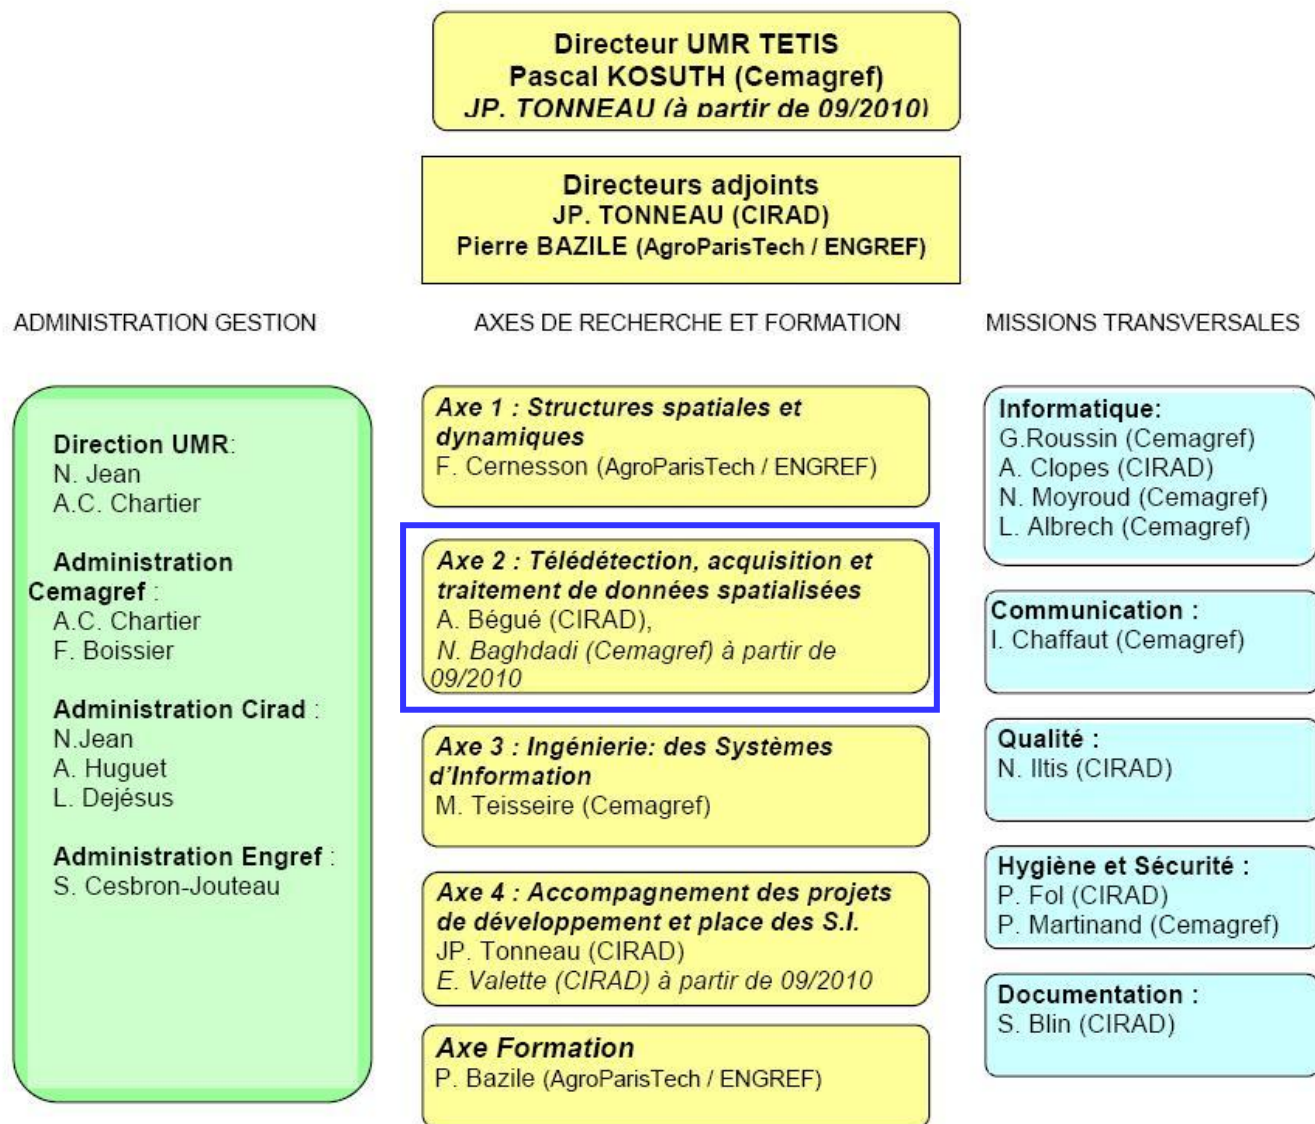 Directeur UMR TETIS
Pascal KOSUTH (Cemagref)
JP. TONNEAU (à partir de 09/2010)
Directeurs adjoints
JP. TONNEAU (CIRAD)
Pierre BAZILE (AgroParisTech / ENGREF)
ADMINISTRATION GESTION
Direction UMR:
N. Jean
A.C. Chartier
Administration
Cemagref :
A.C. Chartier
F. Boissier
Administration Cirad :
N.Jean
A. Huguet
L. Dejésus
Administration Engref :
S. Cesbron-Jouteau
AXES DE RECHERCHE ET FORMATION
Axe 1 : Structures spatiales et
dynamiques
F. Cernesson (AgroParisTech / ENGREF)
Axe 2 : Télédétection, acquisition et
traitement de données spatialisées
A. Bégué (CIRAD),
N. Baghdadi (Cemagref) à partir de
09/2010
Axe 3 : Ingénierie: des Systèmes
d'Information
M. Teisseire (Cemagref)
Axe 4 : Accompagnement des projets
de développement et place des S.I.
JP. Tonneau (CIRAD)
E. Valette (CIRAD) à partir de 09/2010
Axe Formation
P. Bazile (AgroParisTech / ENGREF)
MISSIONS TRANSVERSALES
Informatique:
G.Roussin (Cemagref)
A. Clopes (CIRAD)
N. Moyroud (Cemagref)
L. Albrech (Cemagref)
Communication :
I. Chaffaut (Cemagref)
Qualité :
N. Iltis (CIRAD)
Hygiène et Sécurité :
P. Fol (CIRAD)
P. Martinand (Cemagref)
Documentation :
S. Blin (CIRAD)